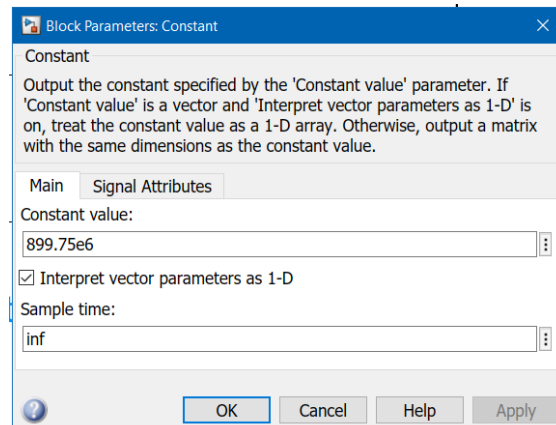 Block Parameters: Constant
Constant
Output the constant specified by the 'Constant value' parameter. If
'Constant value' is a vector and 'Interpret vector parameters as 1-D' is
on, treat the constant value as a 1-D array. Otherwise, output a matrix
with the same dimensions as the constant value.
Main Signal Attributes
Constant value:
899.75e6
Interpret vector parameters as 1-D
Sample time:
inf
OK Cancel Help Apply